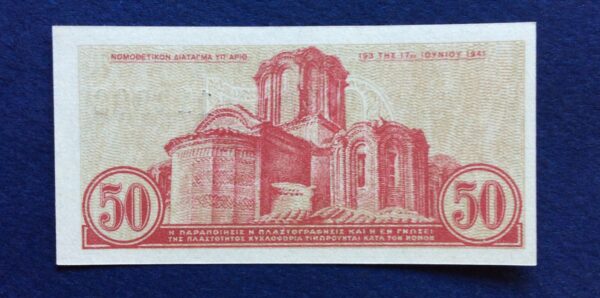 ΝΟΜΟΘΕΤΙΚΟΝ ΔΙΑΤΑΓΜΑ ΥΠ ΑΡΙΘ. 193 ΤΗΣ 17ης ΙΟΥΝΙΟΥ 1941
50 50
Η ΠΑΡΑΠΟΙΗΣΙΣ Η ΠΛΑΣΤΟΓΡΑΦΗΣΙΣ ΚΑΙ Η ΕΝ ΓΝΩΣΕΙ
ΤΗΣ ΠΛΑΣΤΟΤΗΤΟΣ ΚΥΚΛΟΦΟΡΙΑ ΤΙΜΩΡΟΥΝΤΑΙ ΚΑΤΑ ΤΟΝ ΝΟΜΟΝ